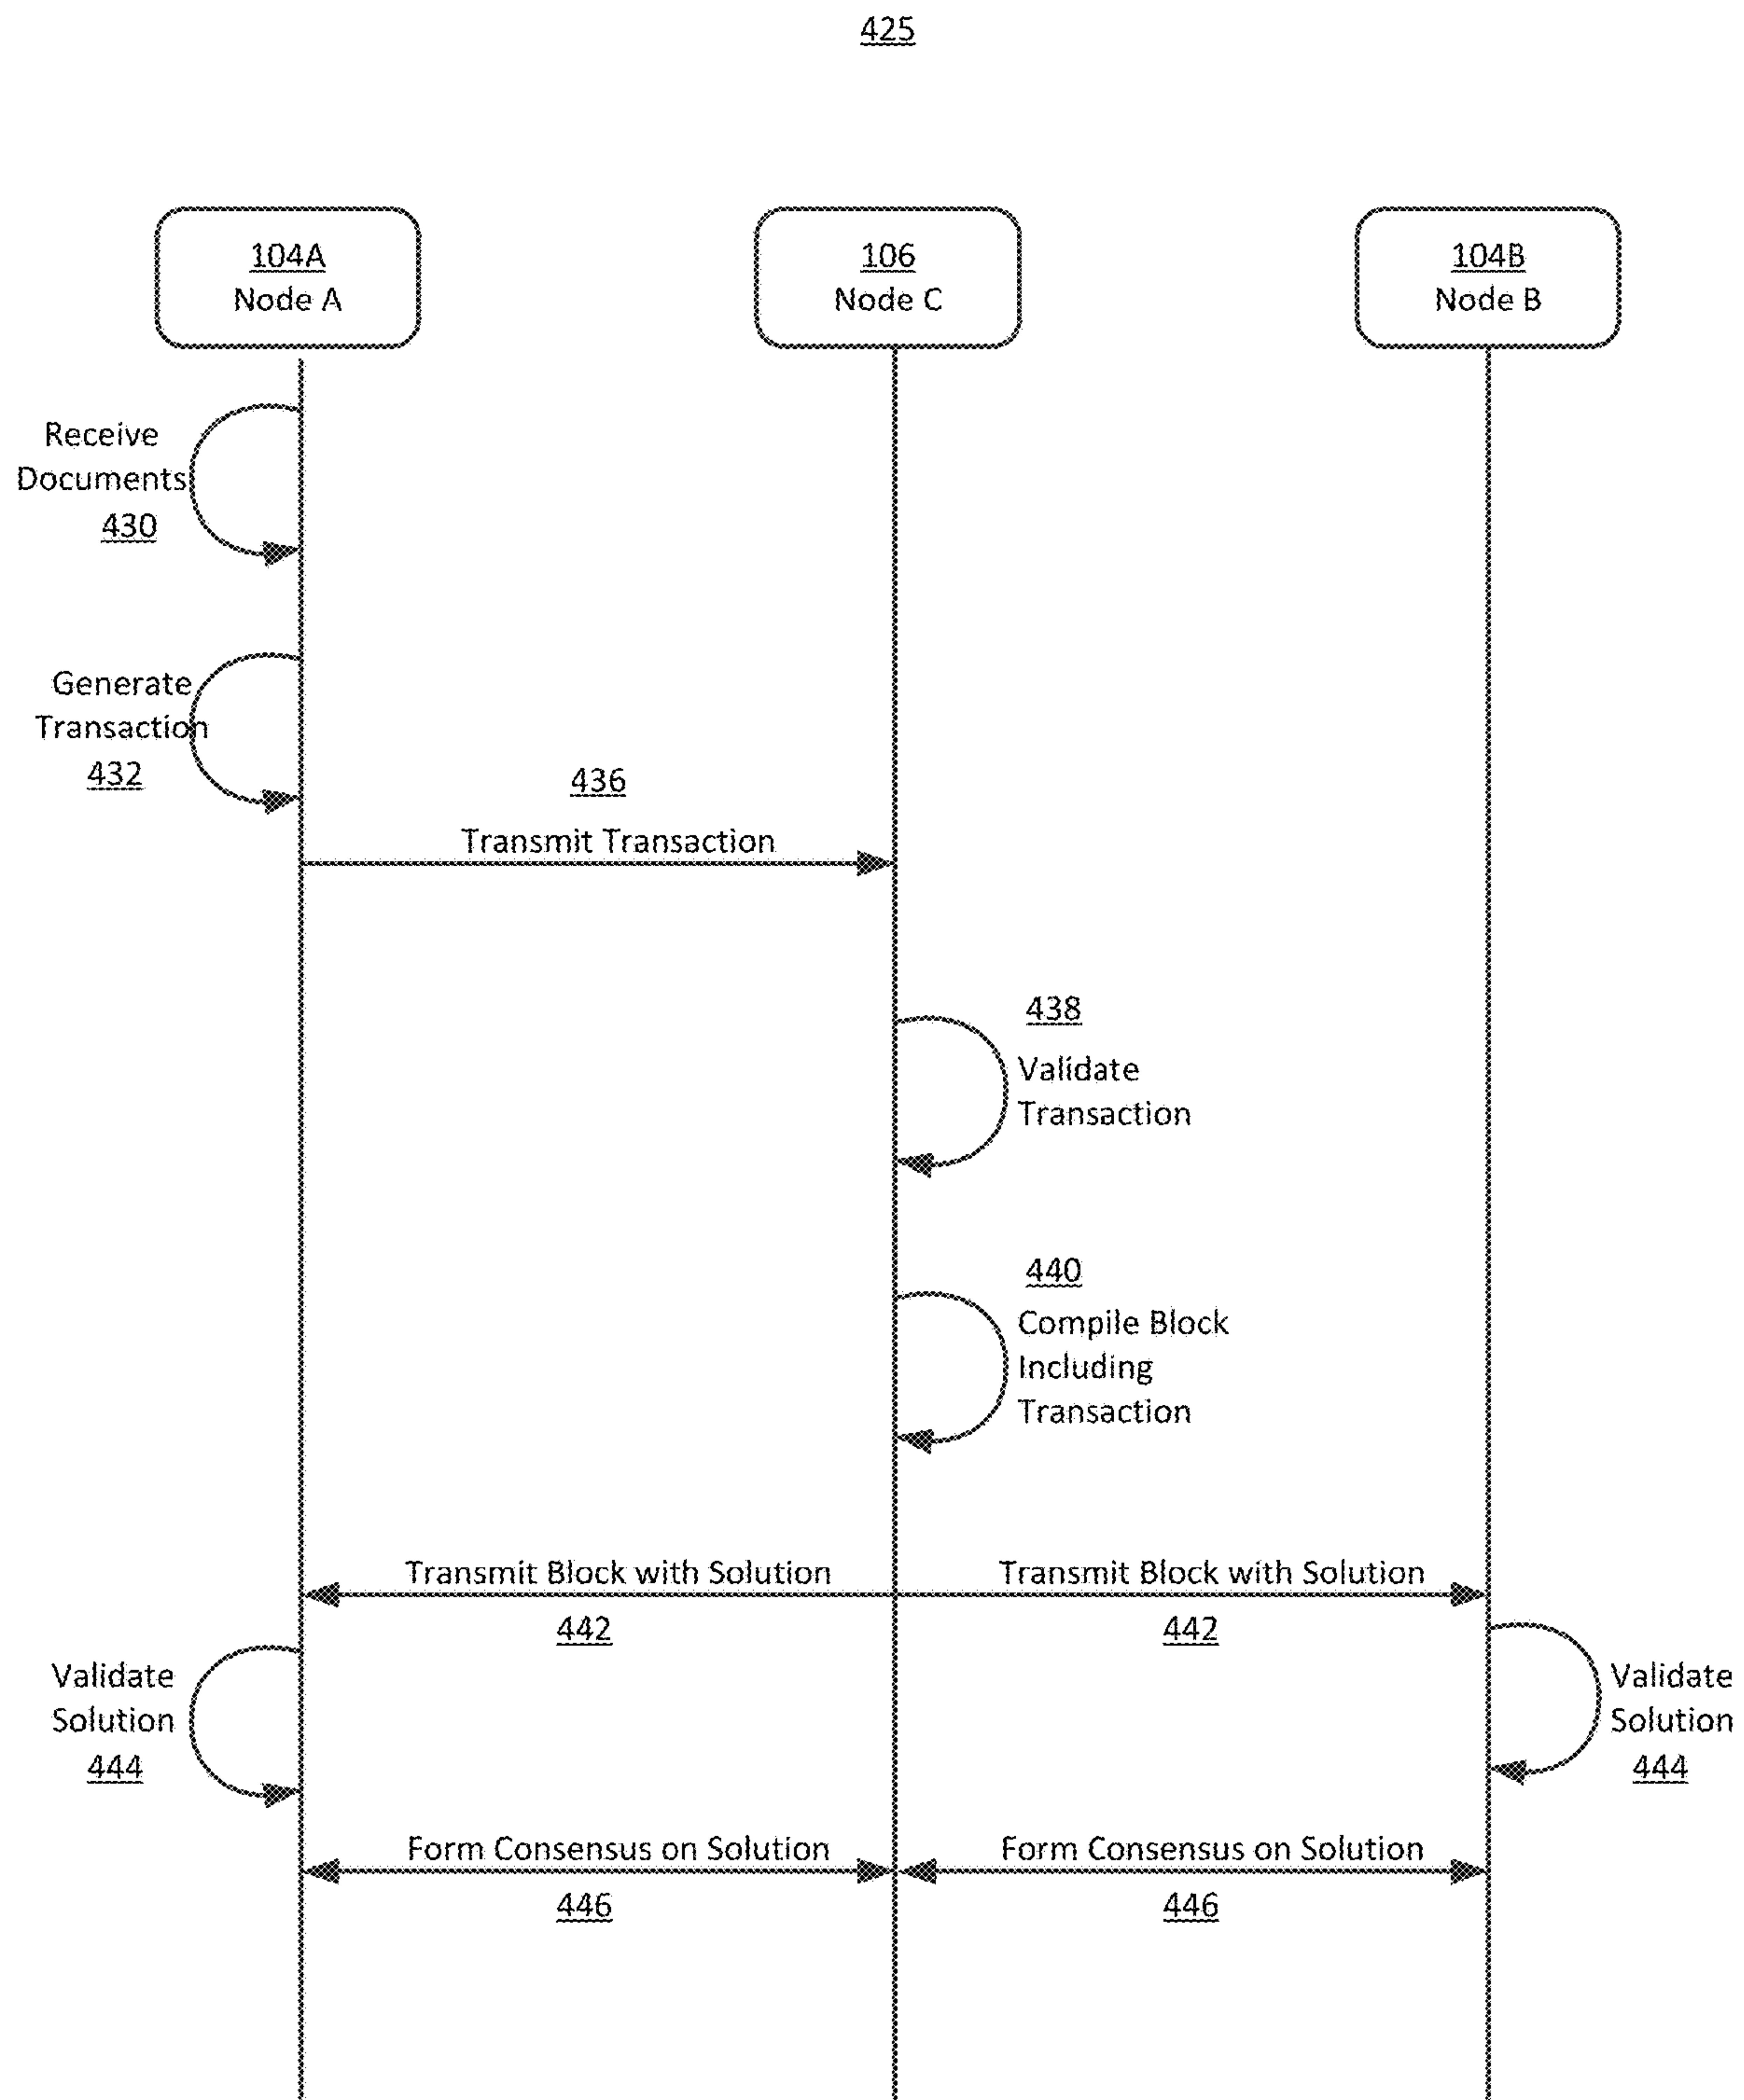 425
104A
Node A
106
Node C
104B
Node B
Receive
Documents
430
Generate
Transaction
432
436
Transmit Transaction
438
Validate
Transaction
440
Compile Block
Including
Transaction
Transmit Block with Solution
442
Transmit Block with Solution
442
Validate
Solution
444
Validate
Solution
444
Form Consensus on Solution
446
Form Consensus on Solution
446